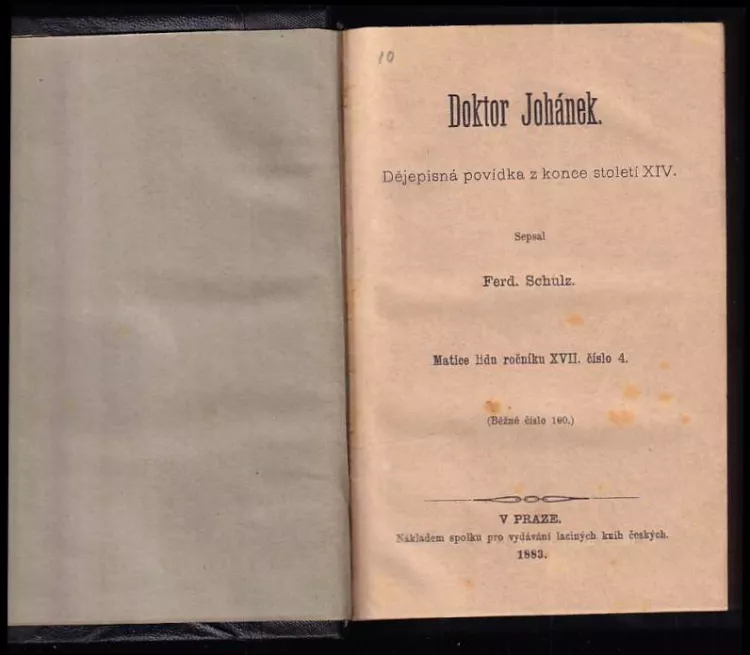 10
Doktor Johánek.
Dějepisná povídka z konce století XIV.
Sepsal
Ferd. Schulz.
Matice lidu ročníku XVII. číslo 4.
(Běžné číslo 100.)
V PRAZE.
Nákladem spolku pro vydávání laciných knih českých.
1883.